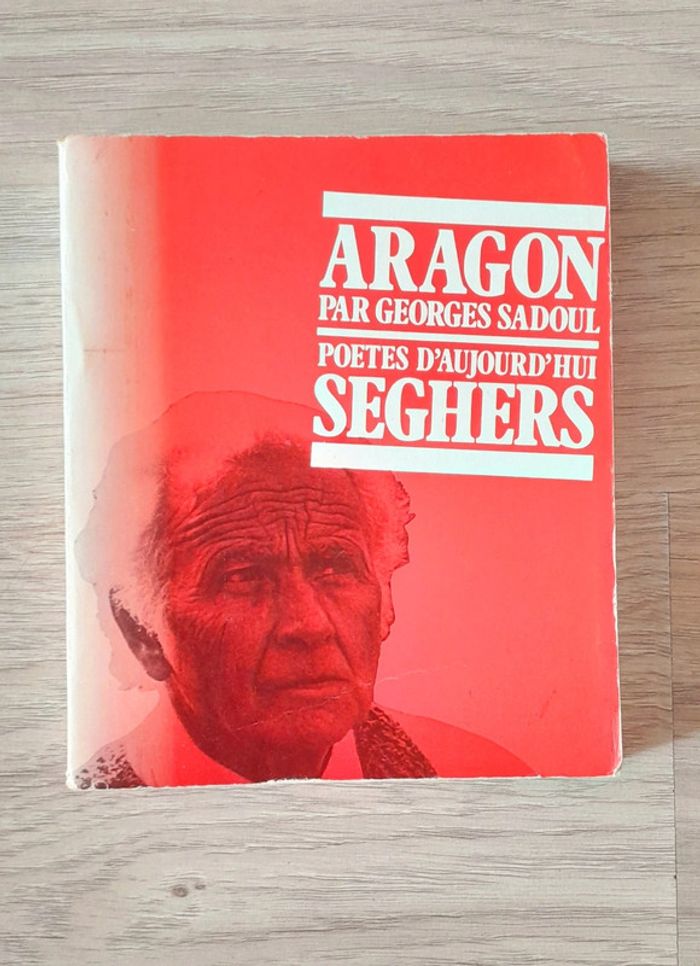 ARAGON
PAR GEORGES SADOUL
POETES D'AUJOURD'HUI
SEGHERS